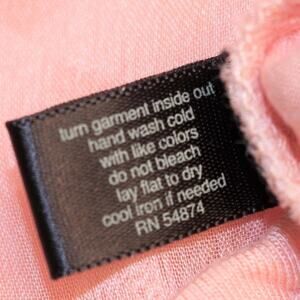 turn garment inside out
hand wash cold
with like colors
do not bleach
lay flat to dry
cool iron if needed
RN 54874